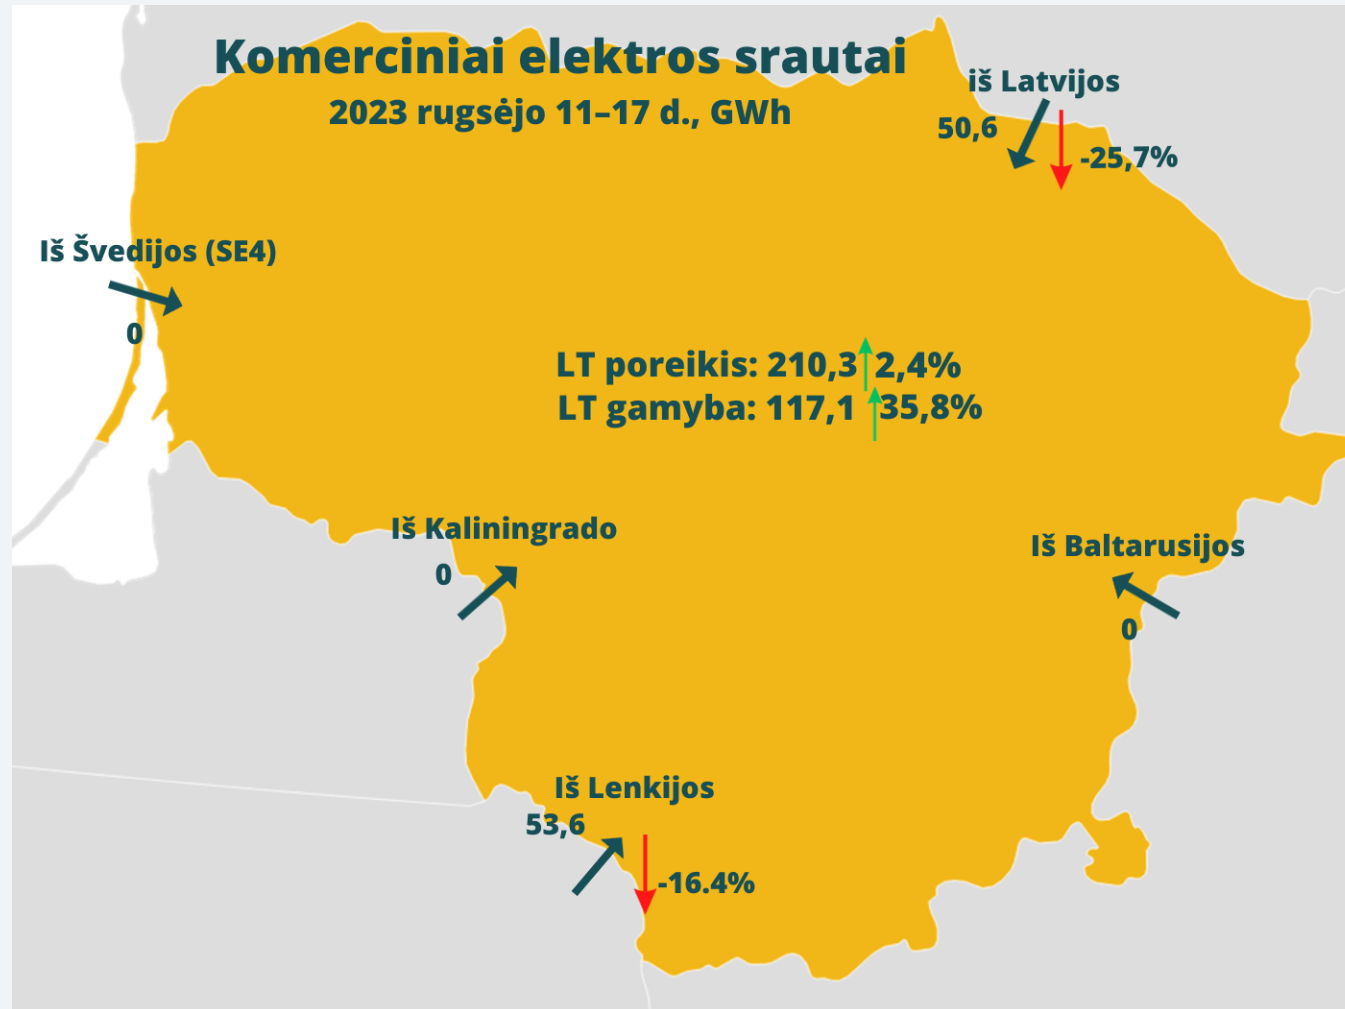 Komerciniai elektros srautai
2023 rugsėjo 11–17 d., GWh
iš Latvijos
50,6
-25,7%
Iš Švedijos (SE4)
0
LT poreikis: 210,3 2,4%
LT gamyba: 117,1 35,8%
Iš Kaliningrado
0
Iš Baltarusijos
0
Iš Lenkijos
53,6
-16.4%